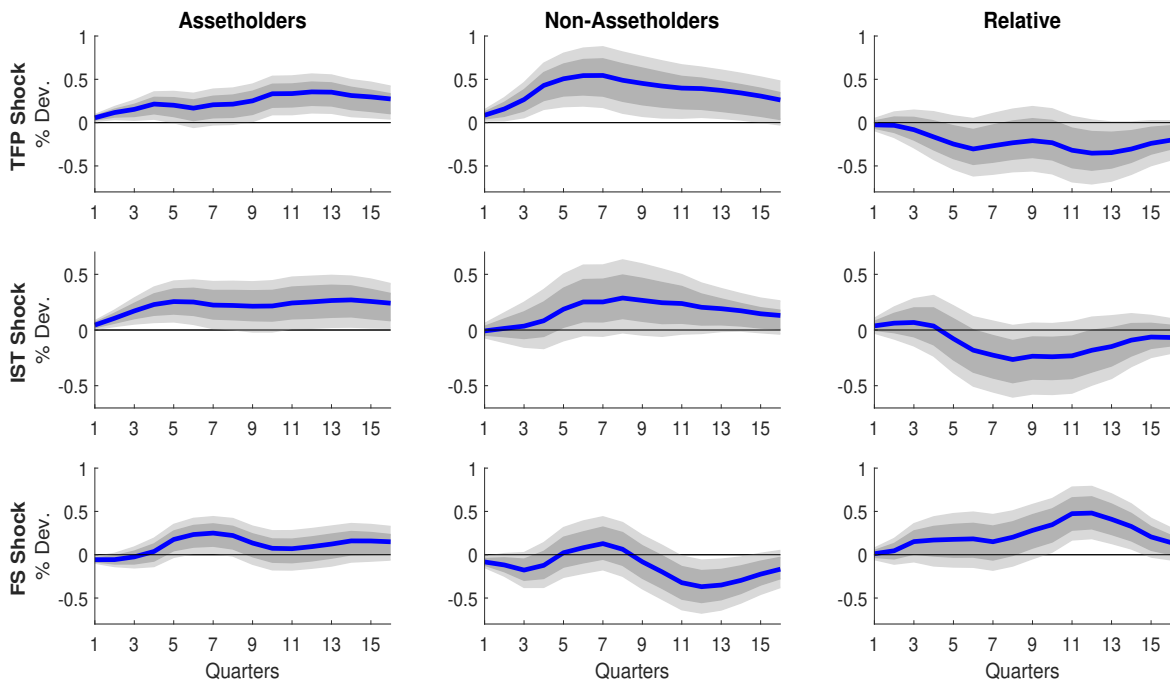 Assetholders Non-Assetholders Relative
TFP Shock
% Dev.
1 0.5 0 -0.5
1 3 5 7 9 11 13 15
1 0.5 0 -0.5
1 3 5 7 9 11 13 15
1 0.5 0 -0.5
1 3 5 7 9 11 13 15
IST Shock
% Dev.
0.5 0 -0.5
1 3 5 7 9 11 13 15
0.5 0 -0.5
1 3 5 7 9 11 13 15
0.5 0 -0.5
1 3 5 7 9 11 13 15
FS Shock
% Dev.
1 0.5 0 -0.5
1 3 5 7 9 11 13 15
Quarters
1 0.5 0 -0.5
1 3 5 7 9 11 13 15
Quarters
1 0.5 0 -0.5
1 3 5 7 9 11 13 15
Quarters